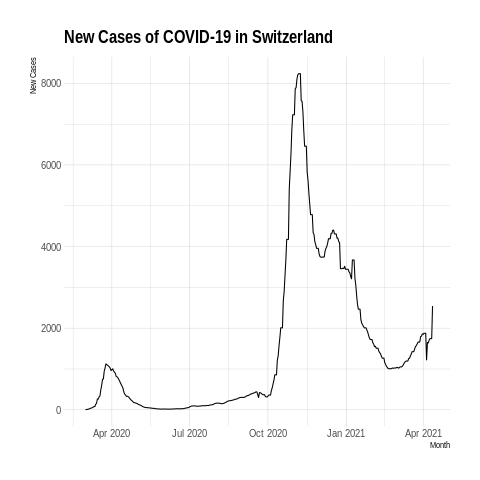 New Cases of COVID-19 in Switzerland
New Cases
8000
6000
4000
2000
0
Apr 2020 Jul 2020 Oct 2020 Jan 2021 Apr 2021
Month